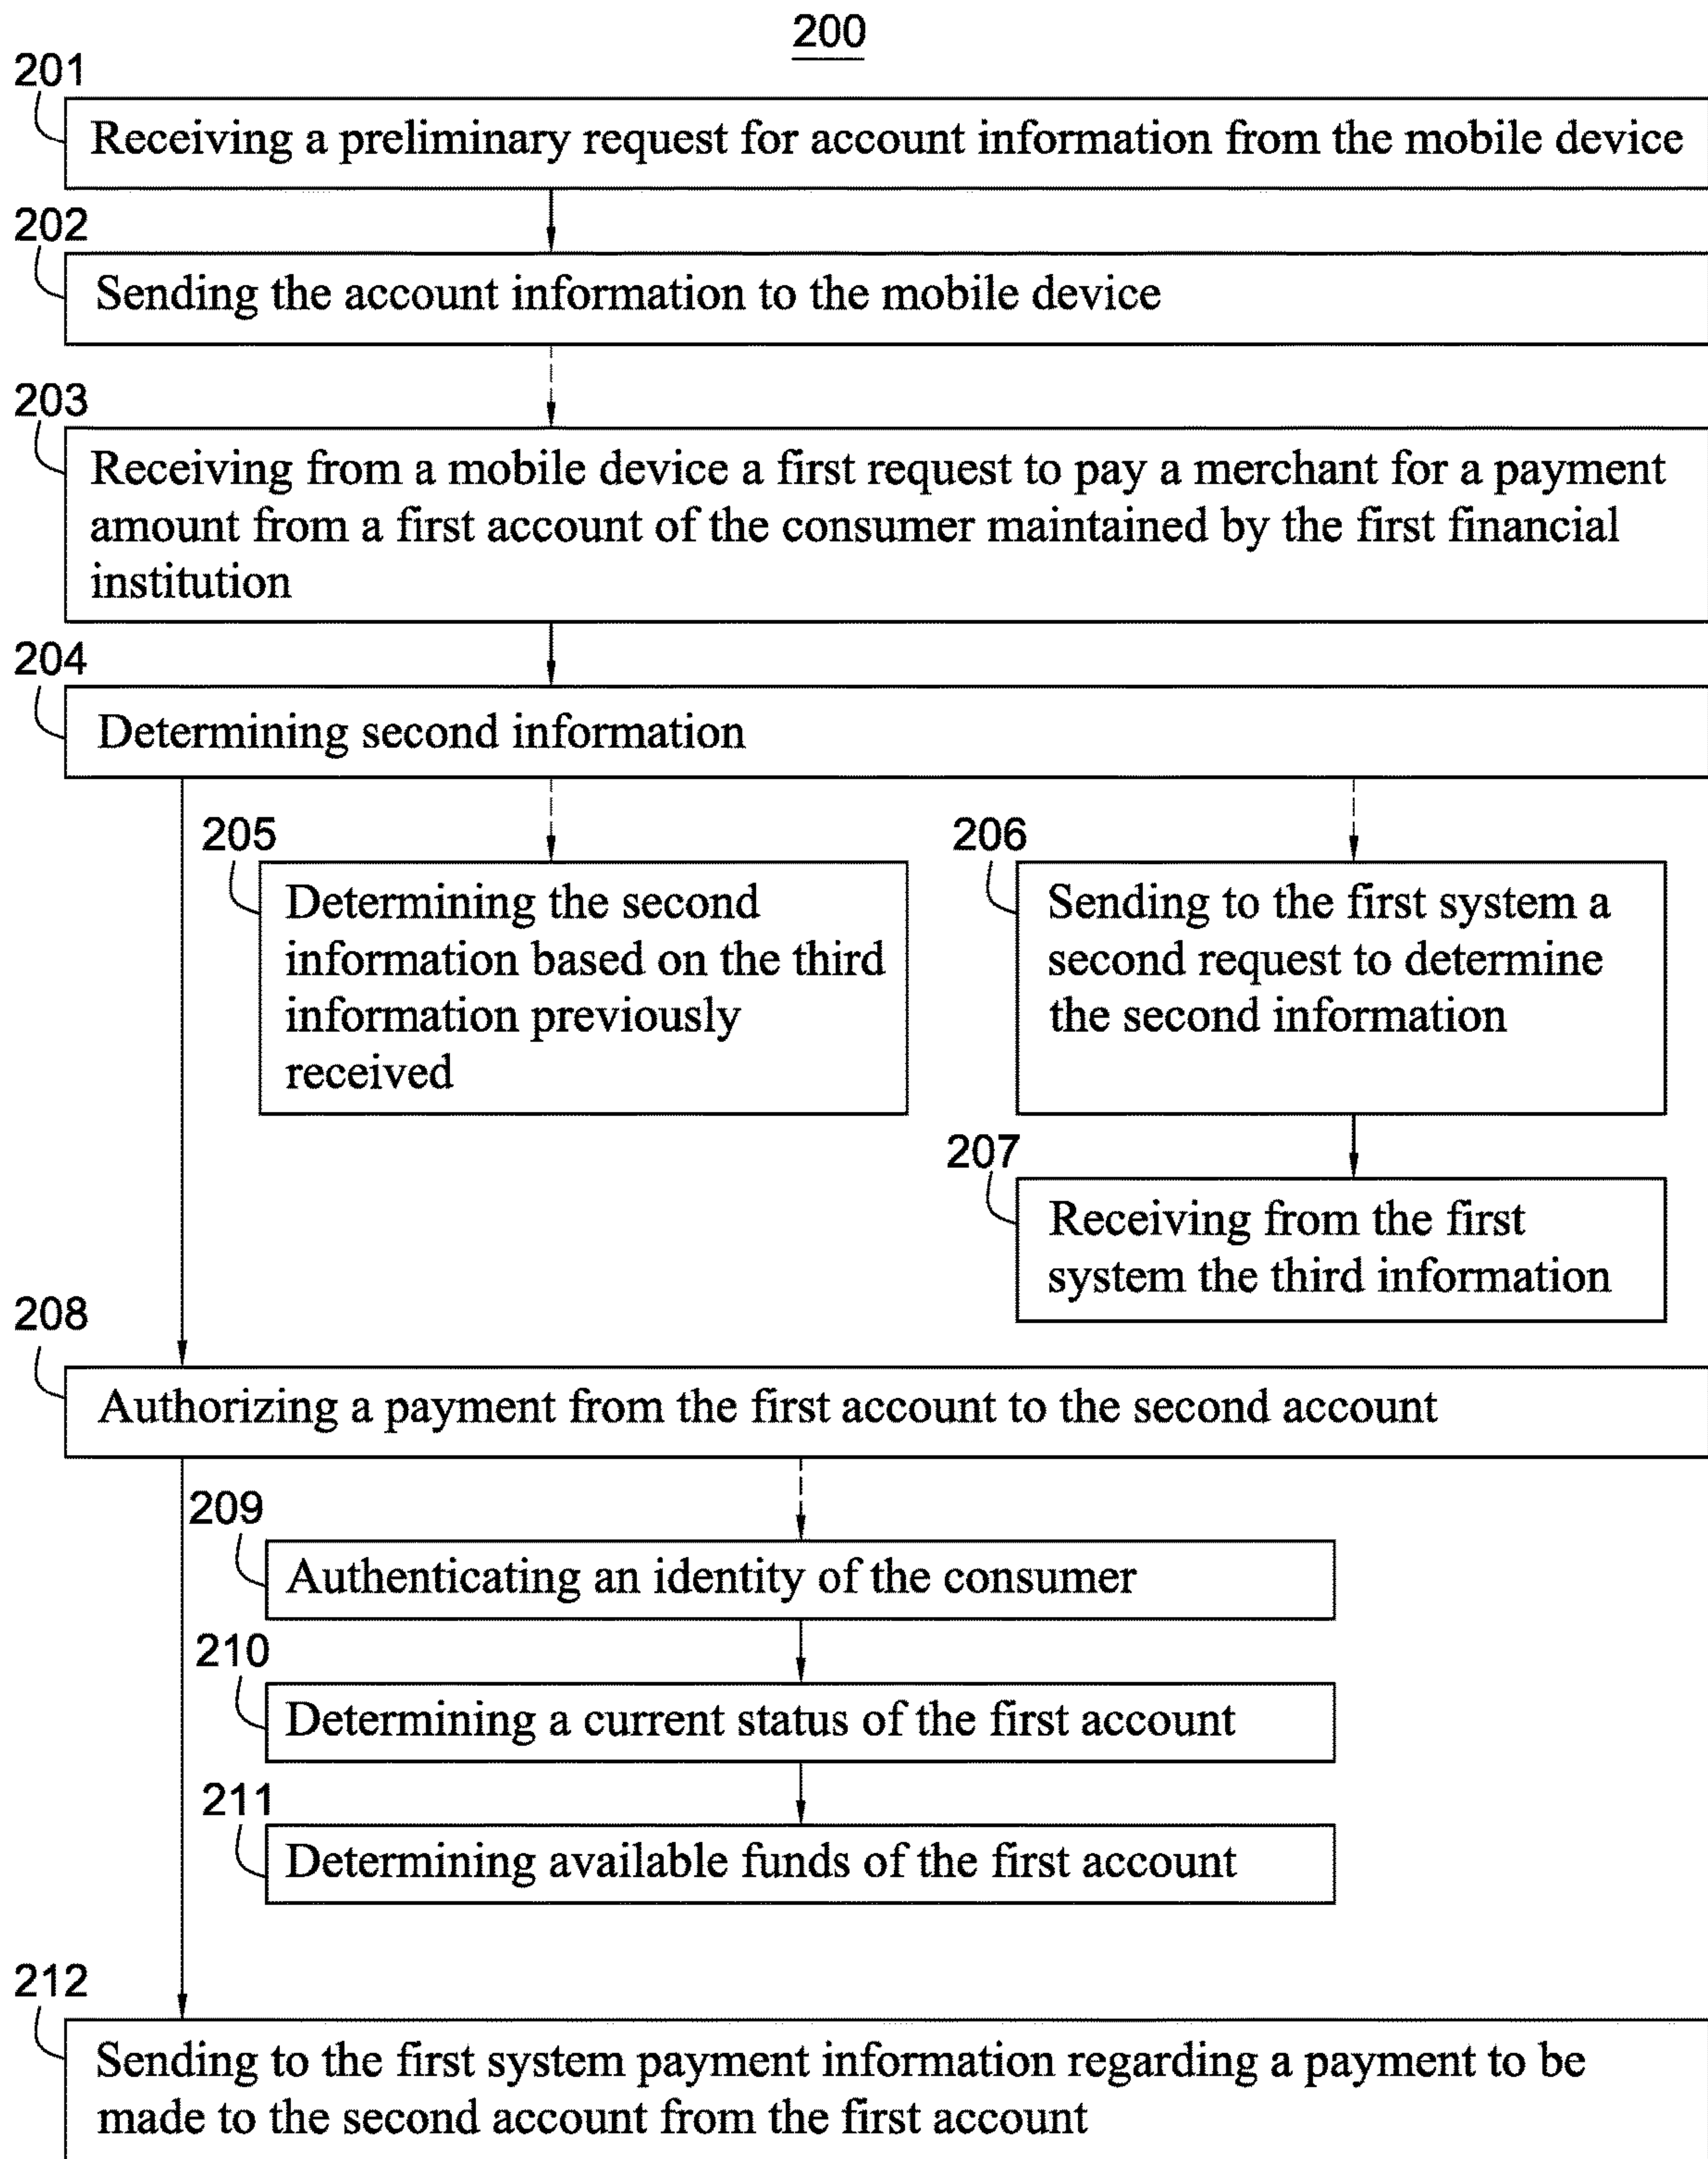 200
201
Receiving a preliminary request for account information from the mobile device
202
Sending the account information to the mobile device
203
Receiving from a mobile device a first request to pay a merchant for a payment
amount from a first account of the consumer maintained by the first financial
institution
204
Determining second information
205
Determining the second
information based on the third
information previously
received
206
Sending to the first system a
second request to determine
the second information
207
Receiving from the first
system the third information
208
Authorizing a payment from the first account to the second account
209
Authenticating an identity of the consumer
210
Determining a current status of the first account
211
Determining available funds of the first account
212
Sending to the first system payment information regarding a payment to be
made to the second account from the first account